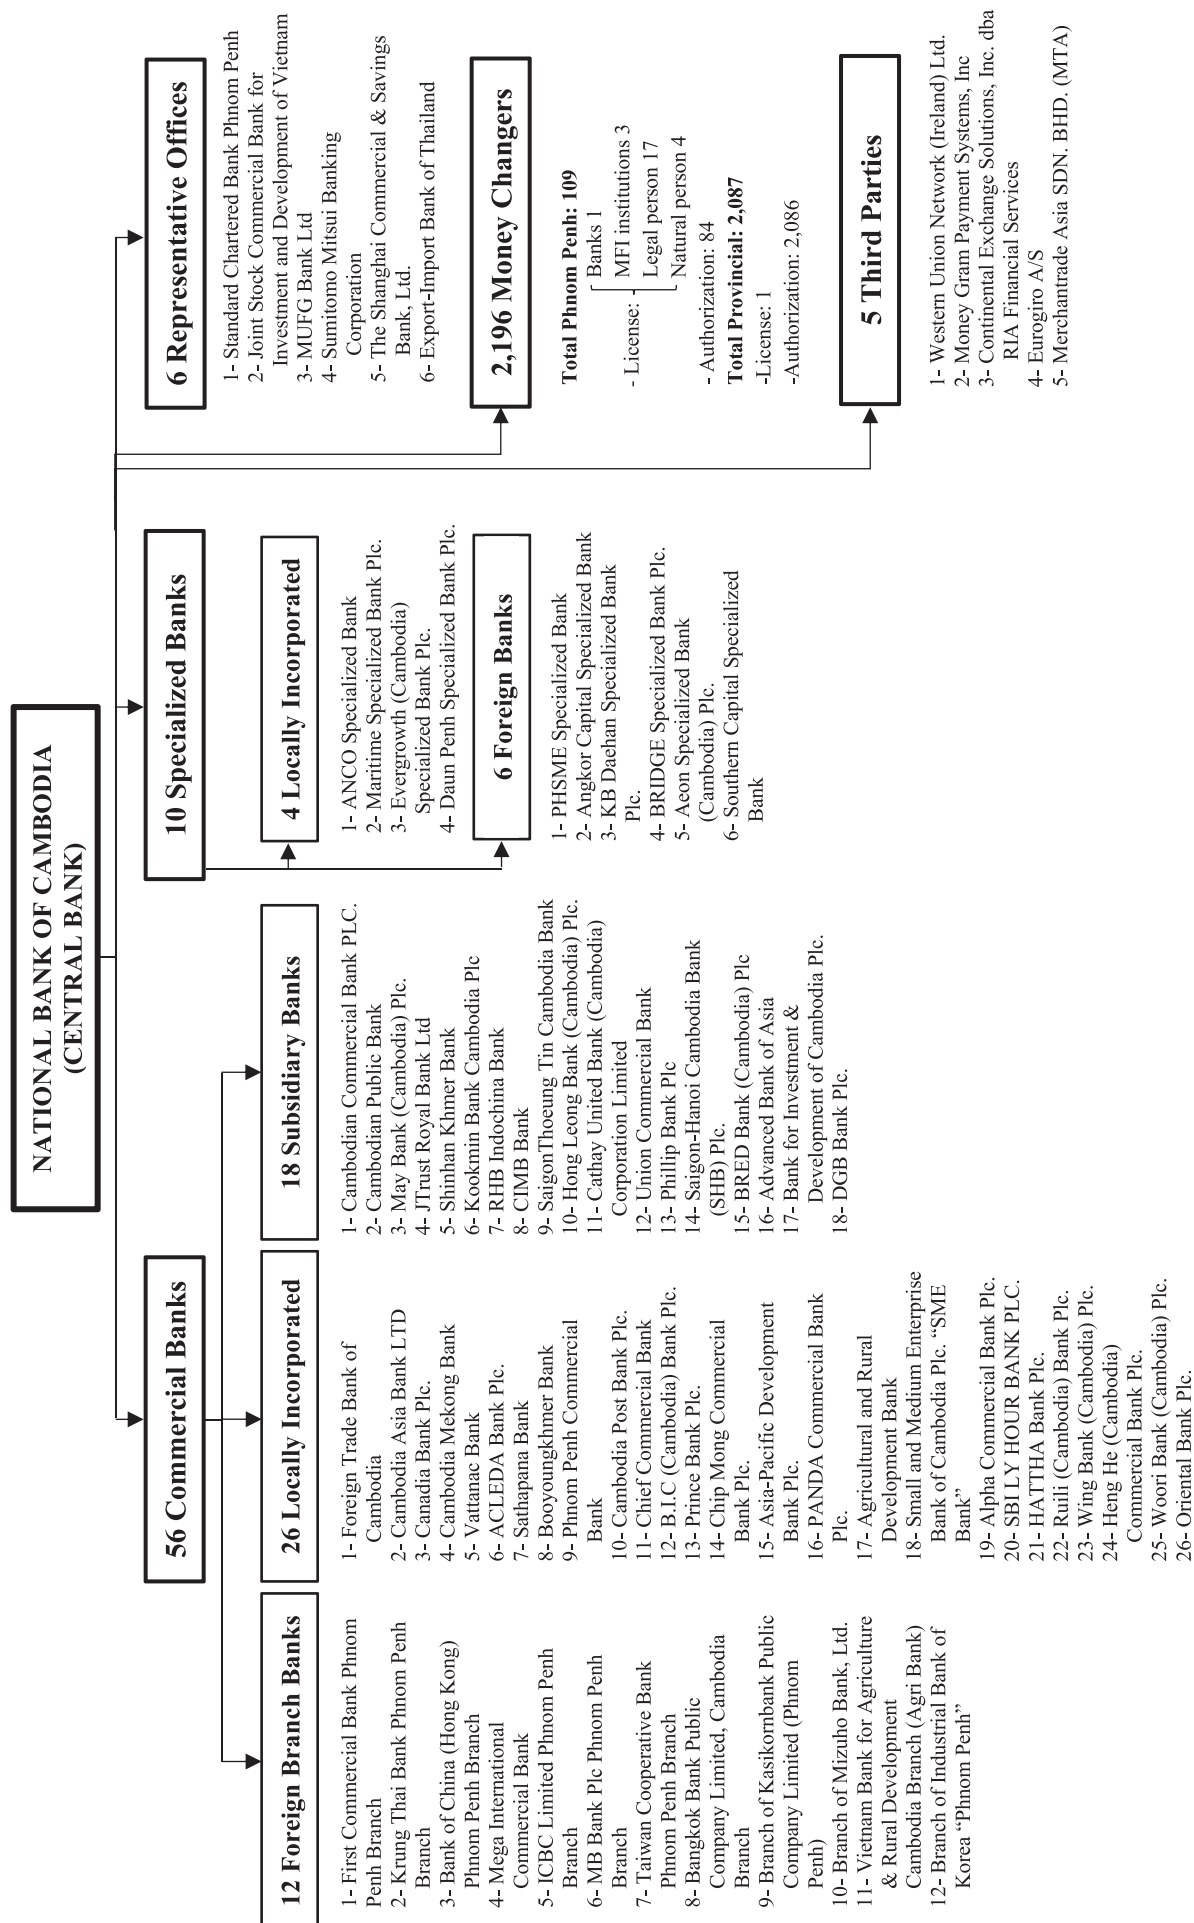 NATIONAL BANK OF CAMBODIA
(CENTRAL BANK)
56 Commercial Banks
12 Foreign Branch Banks
1- First Commercial Bank Phnom
Penh Branch
2- Krung Thai Bank Phnom Penh
Branch
3- Bank of China (Hong Kong)
Phnom Penh Branch
4- Mega International
Commercial Bank
5- ICBC Limited Phnom Penh
Branch
6- MB Bank Plc Phnom Penh
Branch
7- Taiwan Cooperative Bank
Phnom Penh Branch
8- Bangkok Bank Public
Company Limited, Cambodia
Branch
9- Branch of Kasikornbank Public
Company Limited (Phnom
Penh)
10- Branch of Mizuho Bank, Ltd.
11- Vietnam Bank for Agriculture
& Rural Development
Cambodia Branch (Agri Bank)
12- Branch of Industrial Bank of
Korea “Phnom Penh”
26 Locally Incorporated
1- Foreign Trade Bank of
Cambodia
2- Cambodia Asia Bank LTD
3- Canadia Bank Plc.
4- Cambodia Mekong Bank
5- Vattanac Bank
6- ACLEDA Bank Plc.
7- Sathapana Bank
8- Booyoungkhmer Bank
9- Phnom Penh Commercial
Bank
10- Cambodia Post Bank Plc.
11- Chief Commercial Bank
12- B.I.C (Cambodia) Bank Plc.
13- Prince Bank Plc.
14- Chip Mong Commercial
Bank Plc.
15- Asia-Pacific Development
Bank Plc.
16- PANDA Commercial Bank
Plc.
17- Agricultural and Rural
Development Bank
18- Small and Medium Enterprise
Bank of Cambodia Plc. “SME
Bank”
19- Alpha Commercial Bank Plc.
20- SBI LY HOUR BANK PLC.
21- HATTHA Bank Plc.
22- Ruili (Cambodia) Bank Plc.
23- Wing Bank (Cambodia) Plc.
24- Heng He (Cambodia)
Commercial Bank Plc.
25- Woori Bank (Cambodia) Plc.
26- Oriental Bank Plc.
18 Subsidiary Banks
1- Cambodian Commercial Bank PLC.
2- Cambodian Public Bank
3- May Bank (Cambodia) Plc.
4- JTrust Royal Bank Ltd
5- Shinhan Khmer Bank
6- Kookmin Bank Cambodia Plc
7- RHB Indochina Bank
8- CIMB Bank
9- SaigonThoeung Tin Cambodia Bank
10- Hong Leong Bank (Cambodia) Plc.
11- Cathay United Bank (Cambodia)
Corporation Limited
12- Union Commercial Bank
13- Phillip Bank Plc
14- Saigon-Hanoi Cambodia Bank
(SHB) Plc.
15- BRED Bank (Cambodia) Plc
16- Advanced Bank of Asia
17- Bank for Investment &
Development of Cambodia Plc.
18- DGB Bank Plc.
10 Specialized Banks
4 Locally Incorporated
1- ANCO Specialized Bank
2- Maritime Specialized Bank Plc.
3- Evergrowth (Cambodia)
Specialized Bank Plc.
4- Daun Penh Specialized Bank Plc.
6 Foreign Banks
1- PHSME Specialized Bank
2- Angkor Capital Specialized Bank
3- KB Daehan Specialized Bank
Plc.
4- BRIDGE Specialized Bank Plc.
5- Aeon Specialized Bank
(Cambodia) Plc.
6- Southern Capital Specialized
Bank
6 Representative Offices
1- Standard Chartered Bank Phnom Penh
2- Joint Stock Commercial Bank for
Investment and Development of Vietnam
3- MUFG Bank Ltd
4- Sumitomo Mitsui Banking
Corporation
5- The Shanghai Commercial & Savings
Bank, Ltd.
6- Export-Import Bank of Thailand
2,196 Money Changers
Total Phnom Penh: 109
- License:
Banks 1
MFI institutions 3
Legal person 17
Natural person 4
- Authorization: 84
Total Provincial: 2,087
-License: 1
-Authorization: 2,086
5 Third Parties
1- Western Union Network (Ireland) Ltd.
2- Money Gram Payment Systems, Inc
3- Continental Exchange Solutions, Inc. dba
RIA Financial Services
4- Eurogiro A/S
5- Merchantrade Asia SDN. BHD. (MTA)